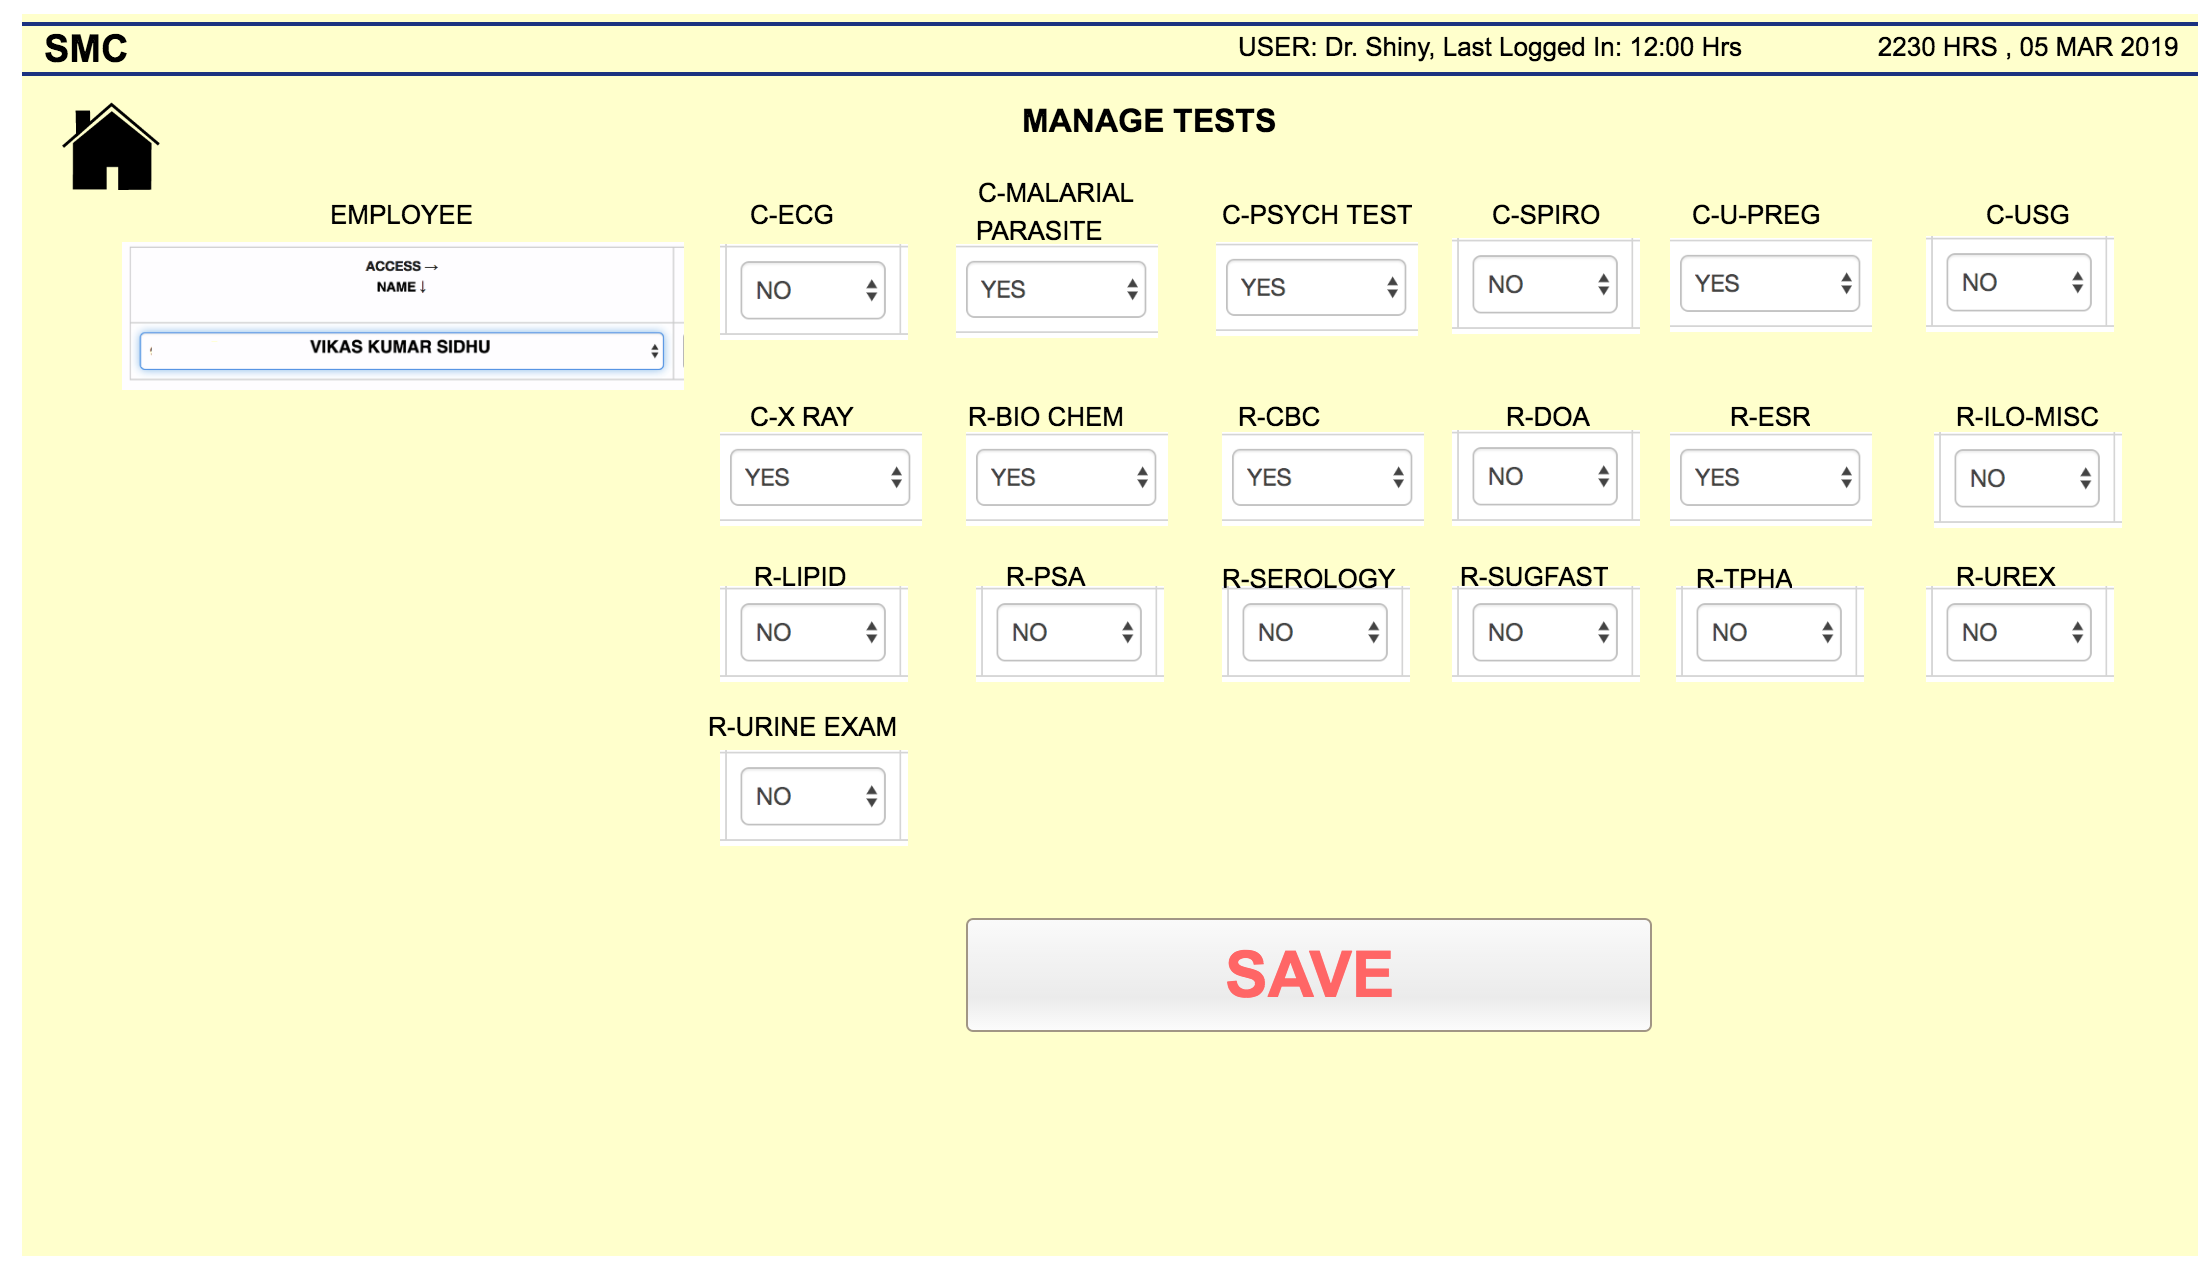 SMC
USER: Dr. Shiny, Last Logged In: 12:00 Hrs
2230 HRS , 05 MAR 2019
MANAGE TESTS
EMPLOYEE
C-ECG
C-MALARIAL
PARASITE
C-PSYCH TEST
C-SPIRO
C-U-PREG
C-USG
ACCESS→
NAME↓
VIKAS KUMAR SIDHU
NO
YES
YES
NO
YES
NO
C-X RAY
R-BIO CHEM
R-CBC
R-DOA
R-ESR
R-ILO-MISC
YES
YES
YES
NO
YES
NO
R-LIPID
R-PSA
R-SEROLOGY
R-SUGFAST
R-TPHA
R-UREX
NO
NO
NO
NO
NO
NO
R-URINE EXAM
NO
SAVE